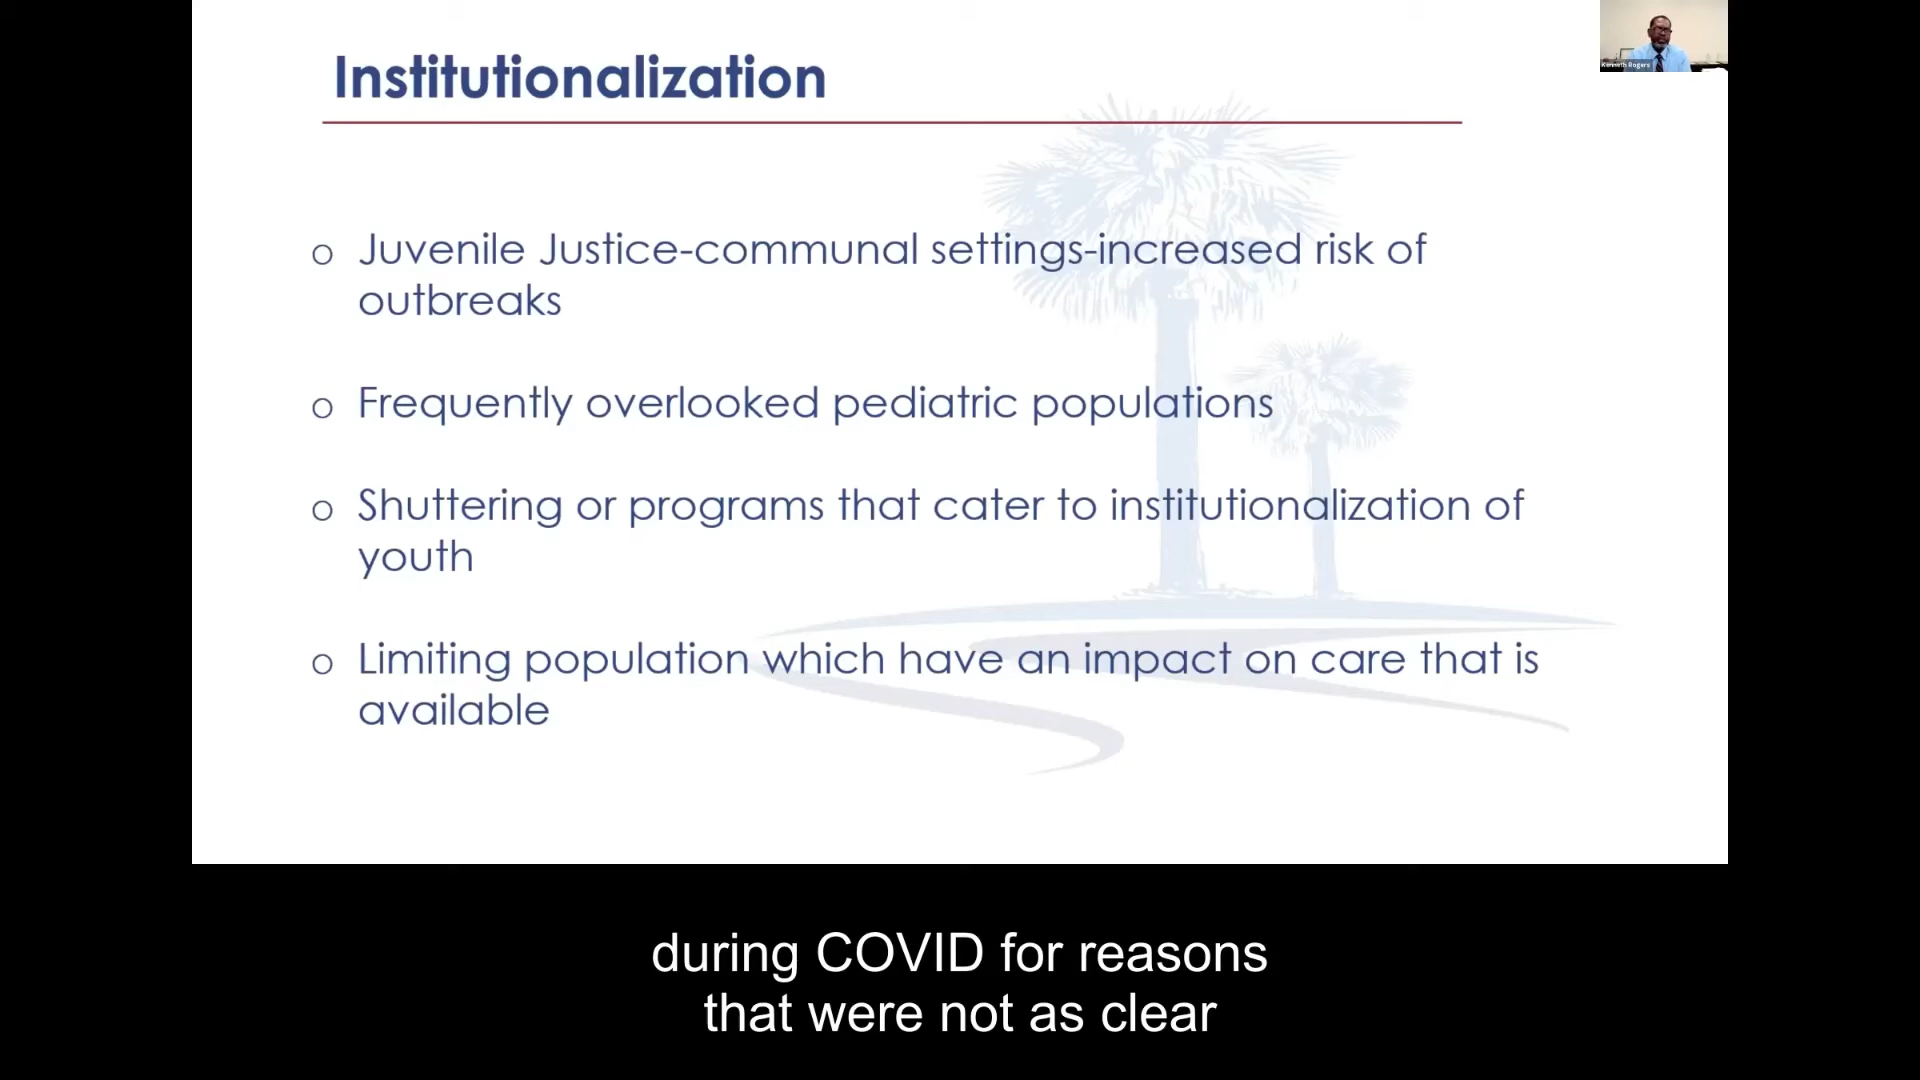 Institutionalization
Kenneth Rogers
o Juvenile Justice-communal settings-increased risk of
outbreaks
o Frequently overlooked pediatric populations
o Shuttering or programs that cater to institutionalization of
youth
o Limiting population which have an impact on care that is
available
during COVID for reasons
that were not as clear